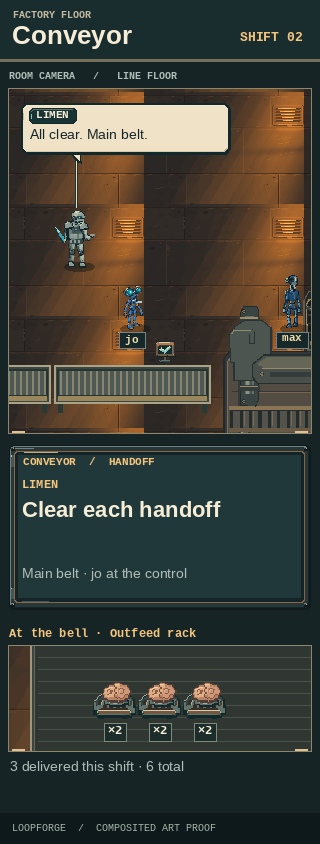 FACTORY FLOOR
Conveyor
SHIFT 02
ROOM CAMERA / LINE FLOOR
LIMEN
All clear. Main belt.
jo
max
CONVEYOR / HANDOFF
LIMEN
Clear each handoff
Main belt · jo at the control
At the bell · Outfeed rack
×2 ×2 ×2
3 delivered this shift · 6 total
LOOPFORGE / COMPOSITED ART PROOF